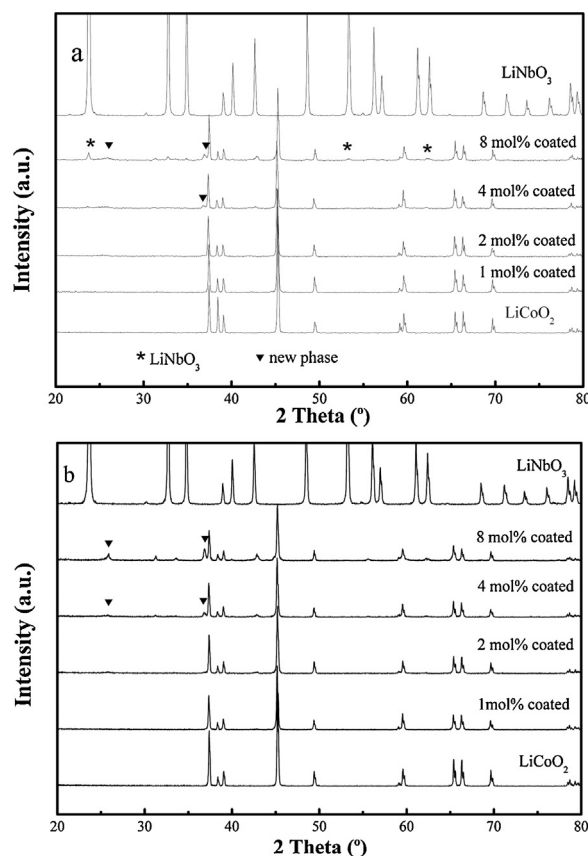 a
LiNbO₃
8 mol% coated
4 mol% coated
2 mol% coated
1 mol% coated
LiCoO₂
* LiNbO₃ ▼ new phase
Intensity (a.u.)
20 30 40 50 60 70 80
2 Theta (º)
b
LiNbO₃
8 mol% coated
4 mol% coated
2 mol% coated
1mol% coated
LiCoO₂
Intensity (a.u.)
20 30 40 50 60 70 80
2 Theta (º)